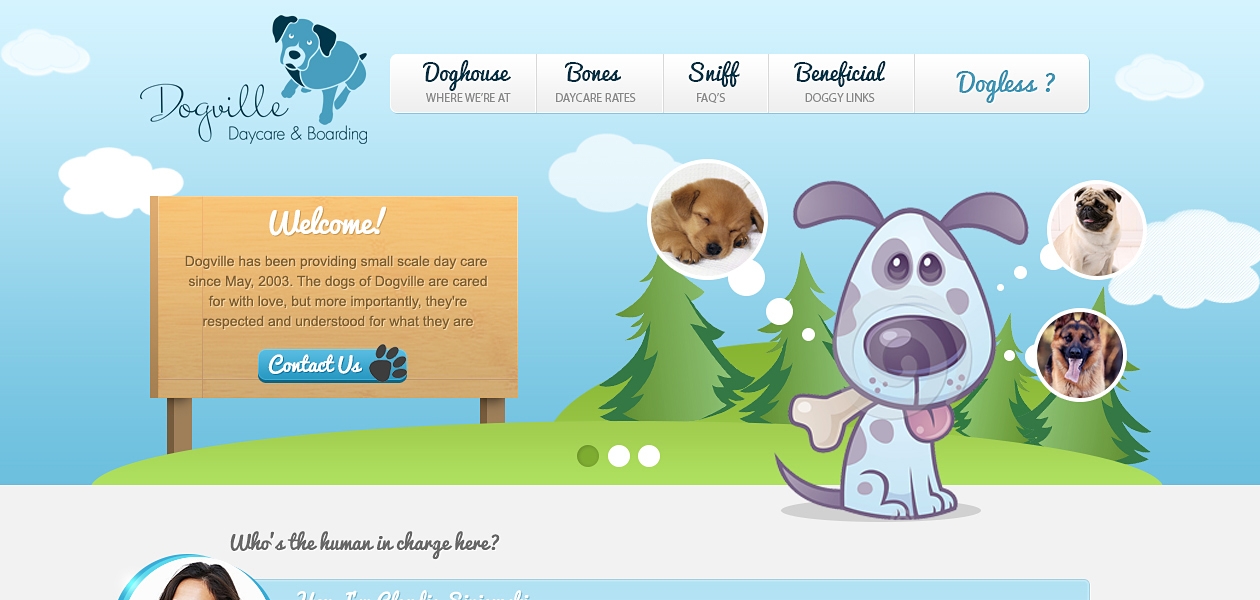 Dogville
Daycare & Boarding
Doghouse
WHERE WE'RE AT
Bones
DAYCARE RATES
Sniff
FAQ'S
Beneficial
DOGGY LINKS
Dogless ?
Welcome!
Dogville has been providing small scale day care
since May, 2003. The dogs of Dogville are cared
for with love, but more importantly, they're
respected and understood for what they are
Contact Us
Who's the human in charge here?